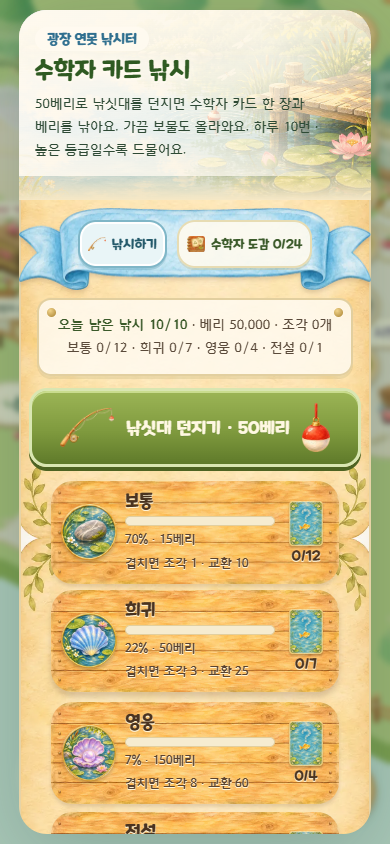 광장 연못 낚시터
수학자 카드 낚시
50베리로 낚싯대를 던지면 수학자 카드 한 장과
베리를 낚아요. 가끔 보물도 올라와요. 하루 10번 ·
높은 등급일수록 드물어요.
낚시하기
수학자 도감 0/24
오늘 남은 낚시 10/10 · 베리 50,000 · 조각 0개
보통 0/12 · 희귀 0/7 · 영웅 0/4 · 전설 0/1
낚싯대 던지기 · 50베리
보통
70% · 15베리
겹치면 조각 1 · 교환 10
0/12
희귀
22% · 50베리
겹치면 조각 3 · 교환 25
0/7
영웅
7% · 150베리
겹치면 조각 8 · 교환 60
0/4
전설